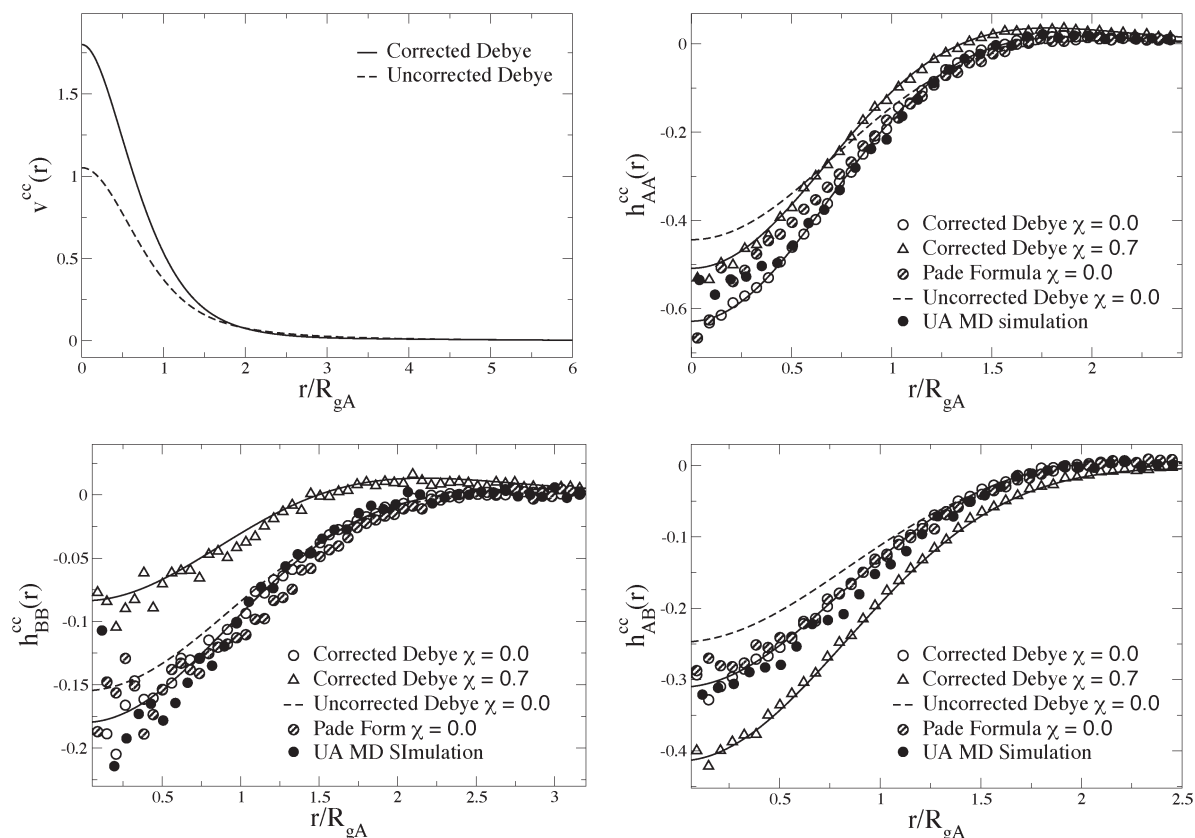 Corrected Debye
Uncorrected Debye
v^cc(r)
1.5
1
0.5
0
0 1 2 3 4 5 6
r/R_gA
h^cc_AA(r)
0
-0.2
-0.4
-0.6
Corrected Debye χ = 0.0
Corrected Debye χ = 0.7
Pade Formula χ = 0.0
Uncorrected Debye χ = 0.0
UA MD simulation
0 0.5 1 1.5 2
r/R_gA
h^cc_BB(r)
0
-0.05
-0.1
-0.15
-0.2
Corrected Debye χ = 0.0
Corrected Debye χ = 0.7
Uncorrected Debye χ = 0.0
Pade Form χ = 0.0
UA MD SImulation
0.5 1 1.5 2 2.5 3
r/R_gA
h^cc_AB(r)
0
-0.1
-0.2
-0.3
-0.4
Corrected Debye χ = 0.0
Corrected Debye χ = 0.7
Uncorrected Debye χ = 0.0
Pade Formula χ = 0.0
UA MD Simulation
0.5 1 1.5 2 2.5
r/R_gA